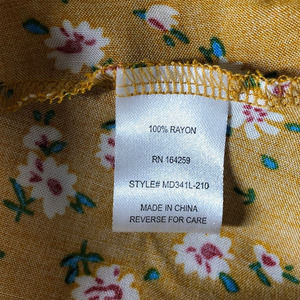 100% RAYON
RN 164259
STYLE# MD341L-210
MADE IN CHINA
REVERSE FOR CARE